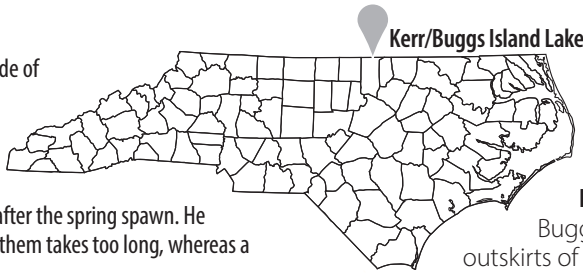 Kerr/Buggs Island Lake
de of
after the spring spawn. He
them takes too long, whereas a
Bugg
outskirts of